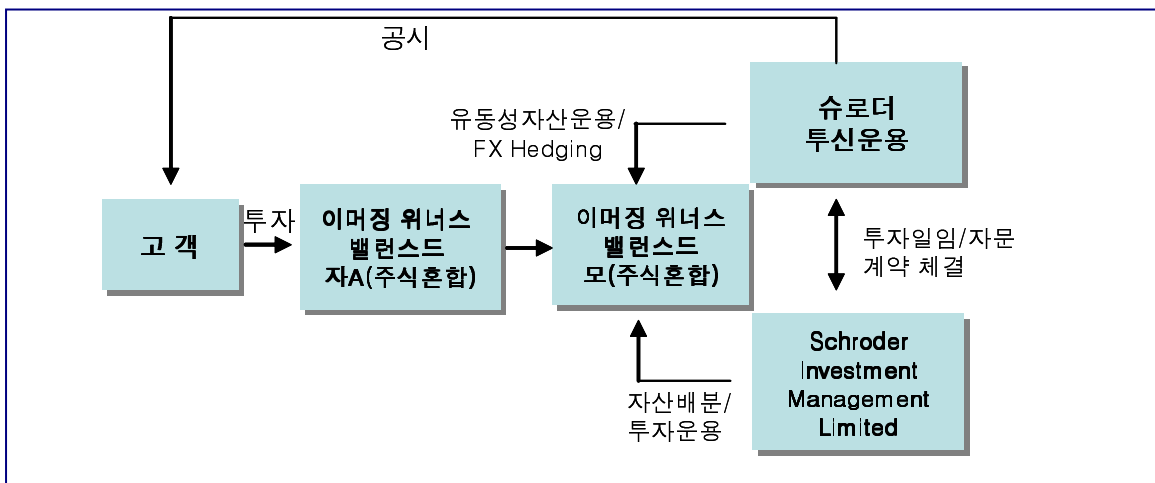 공시
슈로더
투신운용
유동성자산운용/
FX Hedging
고 객
투자
이머징 위너스
밸런스드
자A(주식혼합)
이머징 위너스
밸런스드
모(주식혼합)
투자일임/자문
계약 체결
Schroder
Investment
Management
Limited
자산배분/
투자운용